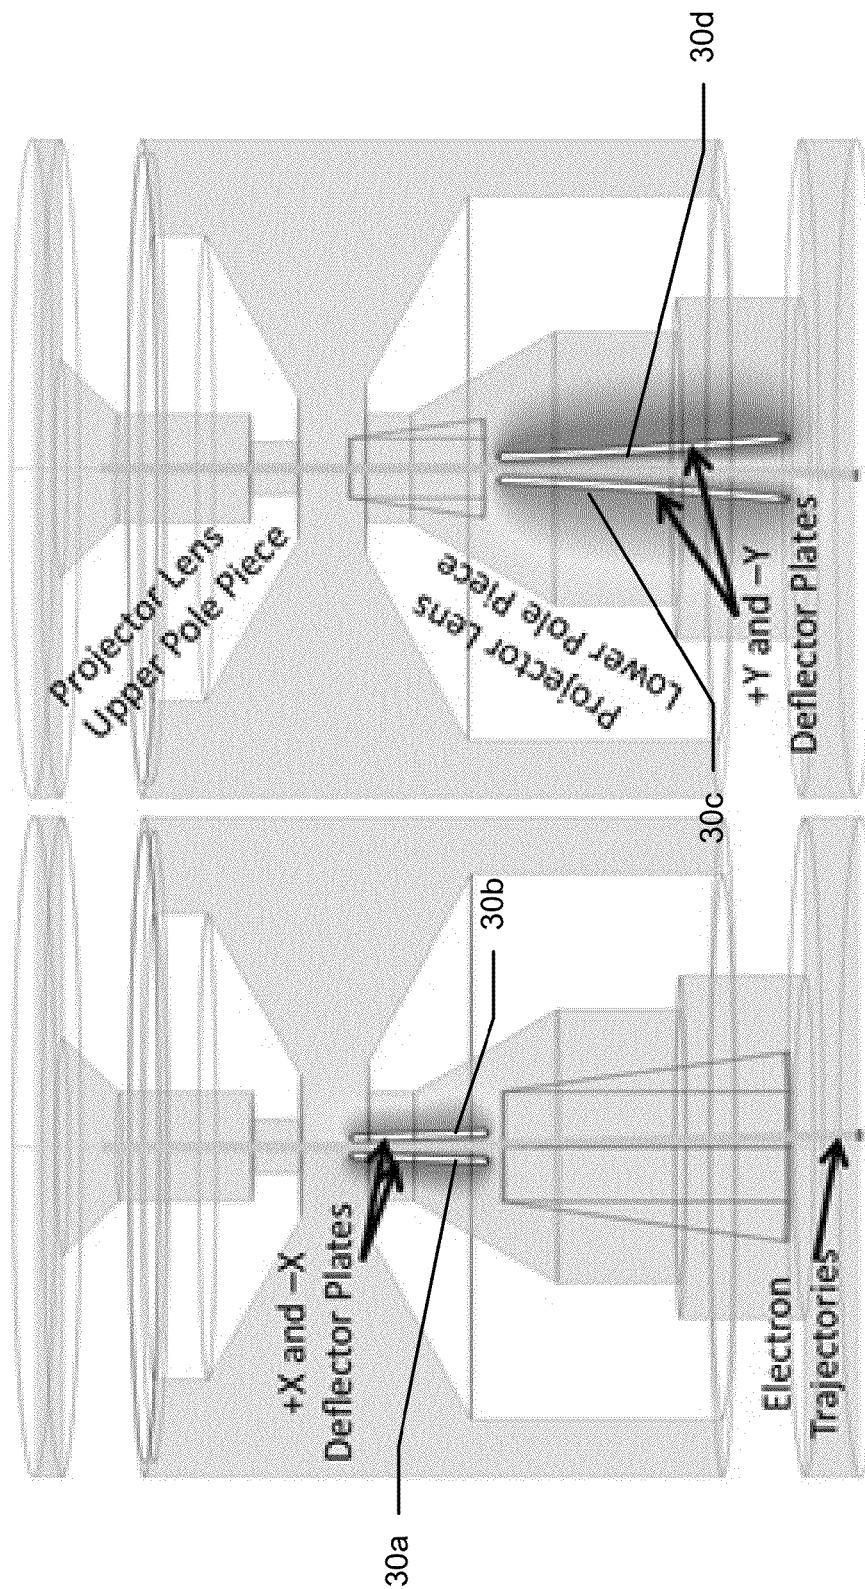 30a
+X and –X
Deflector Plates
30b
Electron
Trajectories
Projector Lens
Upper Pole Piece
Projector Lens
Lower Pole Piece
30c
+Y and –Y
Deflector Plates
30d